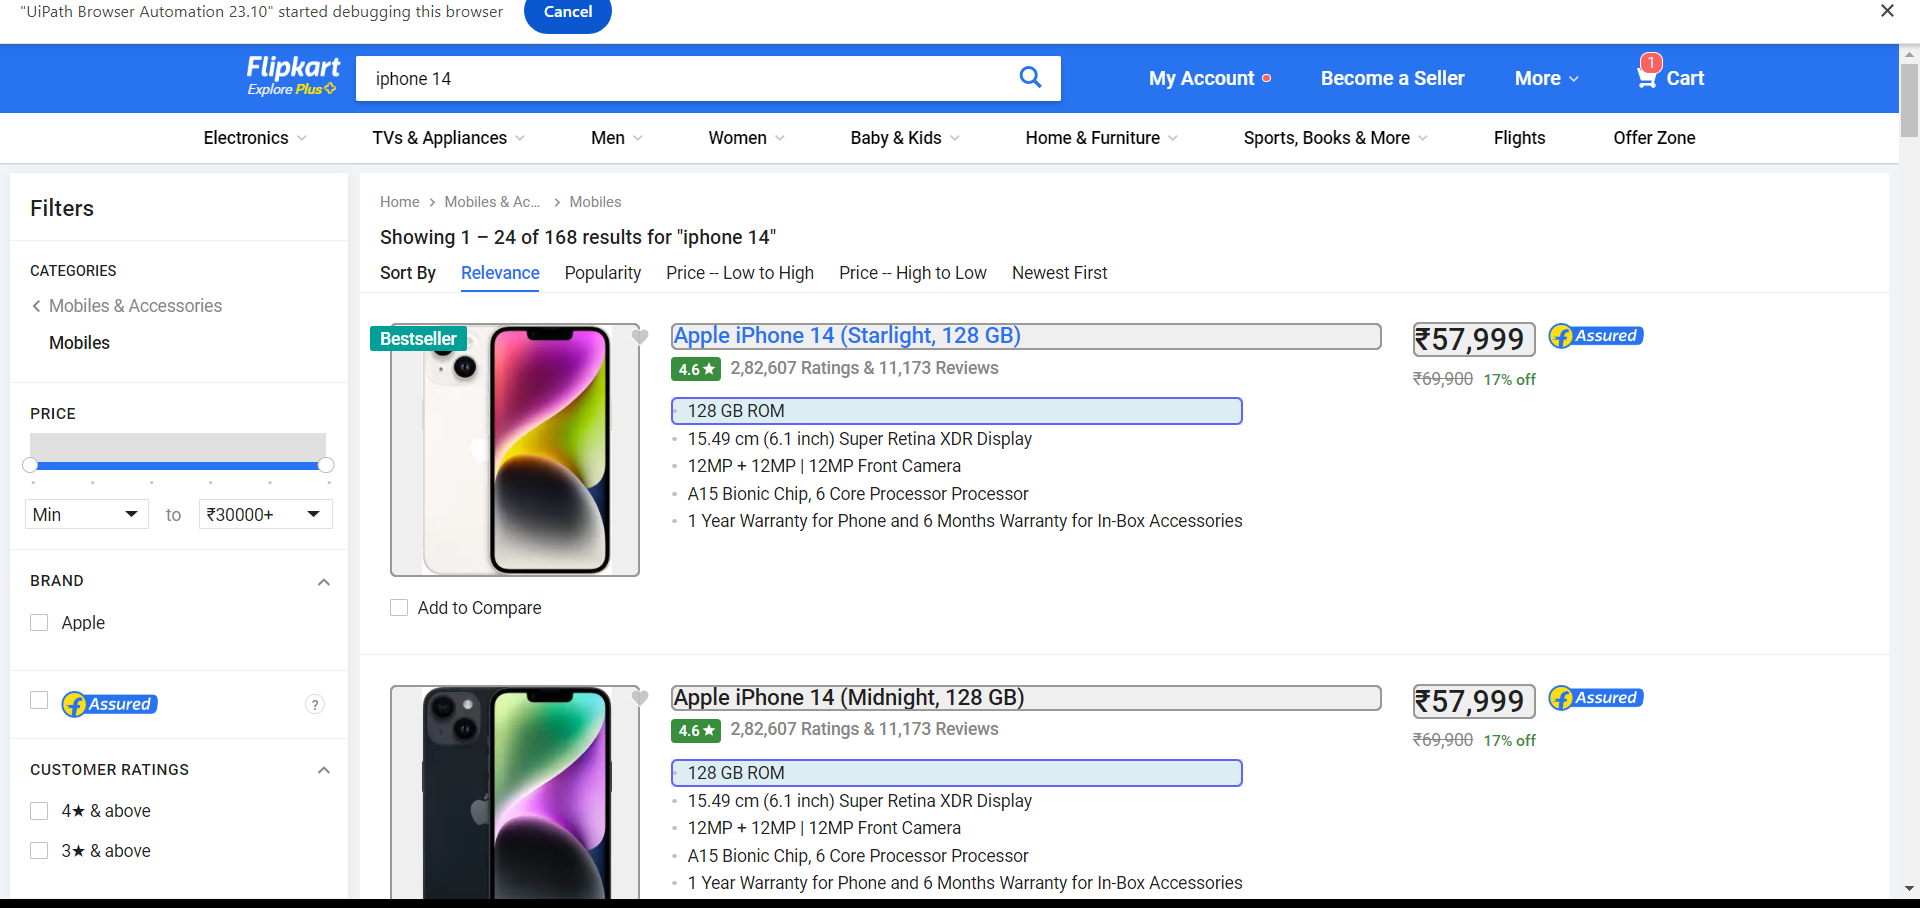 "UiPath Browser Automation 23.10" started debugging this browser
Cancel
Flipkart
Explore Plus
iphone 14
My Account
Become a Seller
More
1
Cart
Electronics
TVs & Appliances
Men
Women
Baby & Kids
Home & Furniture
Sports, Books & More
Flights
Offer Zone
Filters
CATEGORIES
Mobiles & Accessories
Mobiles
PRICE
Min
to
₹30000+
BRAND
Apple
Assured
?
CUSTOMER RATINGS
4★ & above
3★ & above
Home > Mobiles & Ac... > Mobiles
Showing 1 – 24 of 168 results for "iphone 14"
Sort By Relevance Popularity Price -- Low to High Price -- High to Low Newest First
Bestseller
Add to Compare
Apple iPhone 14 (Starlight, 128 GB)
4.6★ 2,82,607 Ratings & 11,173 Reviews
128 GB ROM
15.49 cm (6.1 inch) Super Retina XDR Display
12MP + 12MP | 12MP Front Camera
A15 Bionic Chip, 6 Core Processor Processor
1 Year Warranty for Phone and 6 Months Warranty for In-Box Accessories
₹57,999
Assured
₹69,900 17% off
Apple iPhone 14 (Midnight, 128 GB)
4.6★ 2,82,607 Ratings & 11,173 Reviews
128 GB ROM
15.49 cm (6.1 inch) Super Retina XDR Display
12MP + 12MP | 12MP Front Camera
A15 Bionic Chip, 6 Core Processor Processor
1 Year Warranty for Phone and 6 Months Warranty for In-Box Accessories
₹57,999
Assured
₹69,900 17% off